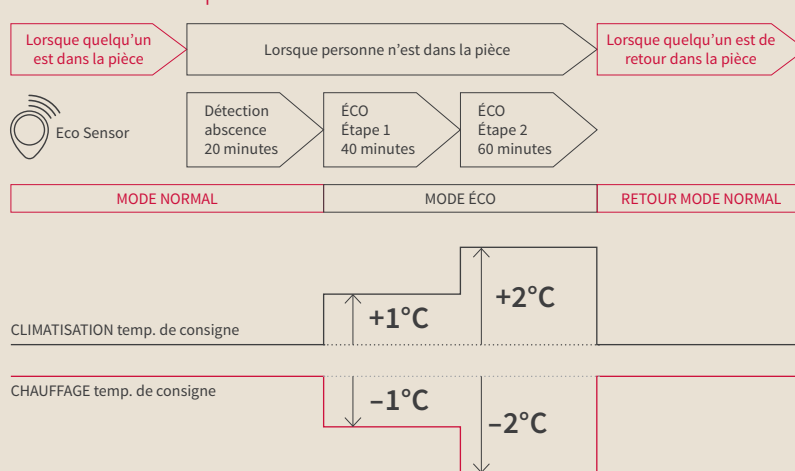 Lorsque quelqu'un
est dans la pièce
Lorsque personne n'est dans la pièce
Lorsque quelqu'un est de
retour dans la pièce
Eco Sensor
Détection
abscence
20 minutes
ÉCO
Étape 1
40 minutes
ÉCO
Étape 2
60 minutes
MODE NORMAL
MODE ÉCO
RETOUR MODE NORMAL
+1°C
+2°C
CLIMATISATION temp. de consigne
CHAUFFAGE temp. de consigne
–1°C
–2°C